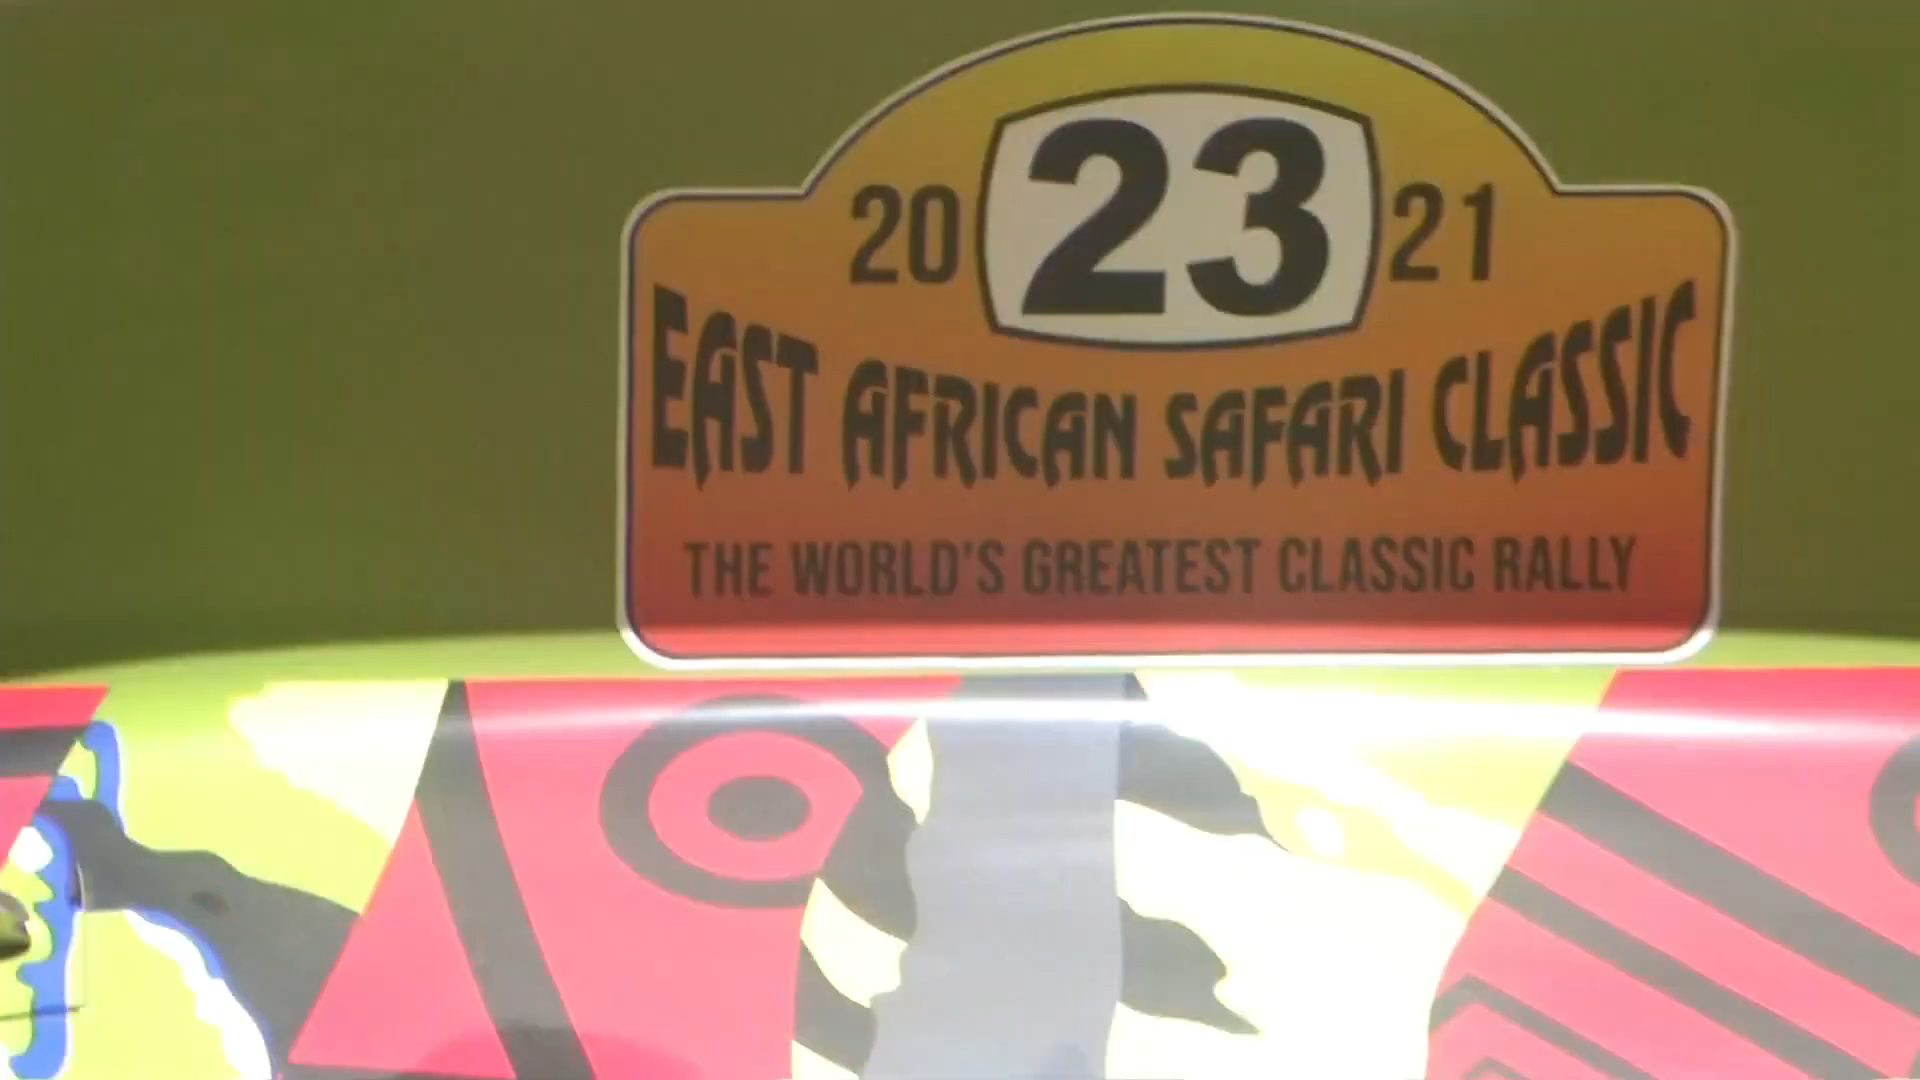 20 23 21
EAST AFRICAN SAFARI CLASSIC
THE WORLD'S GREATEST CLASSIC RALLY